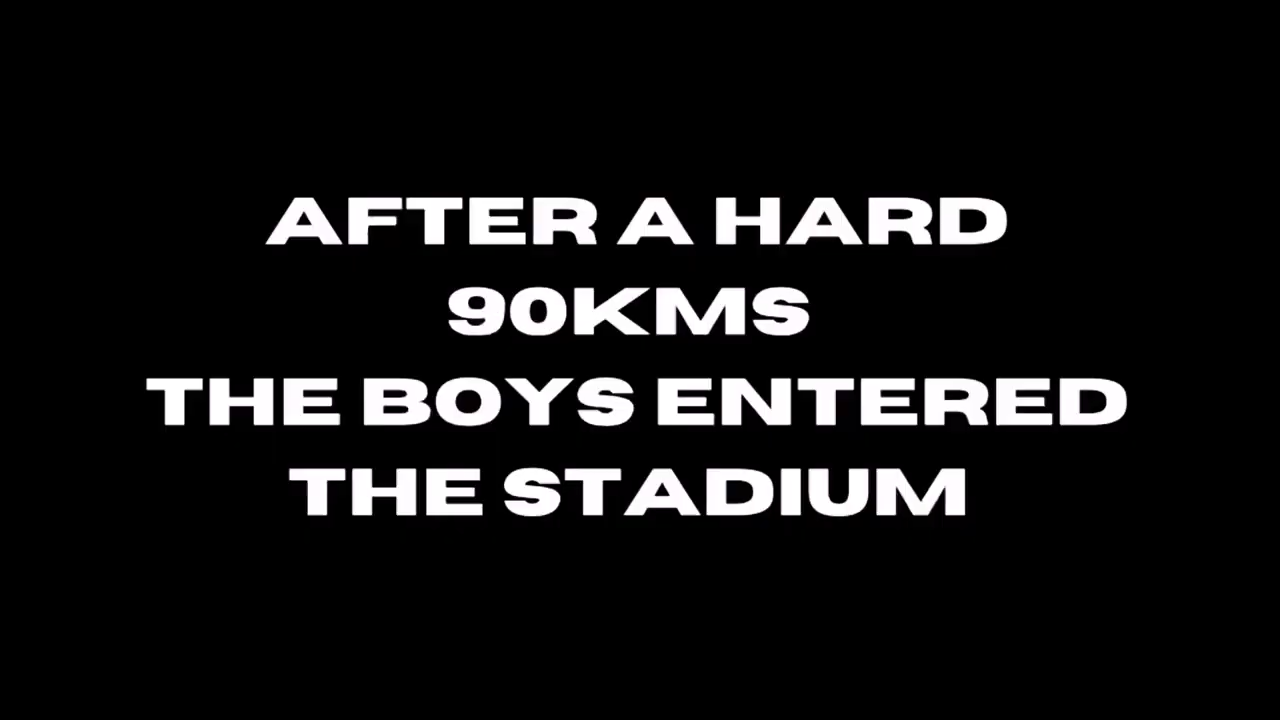 AFTER A HARD
90KMS
THE BOYS ENTERED
THE STADIUM